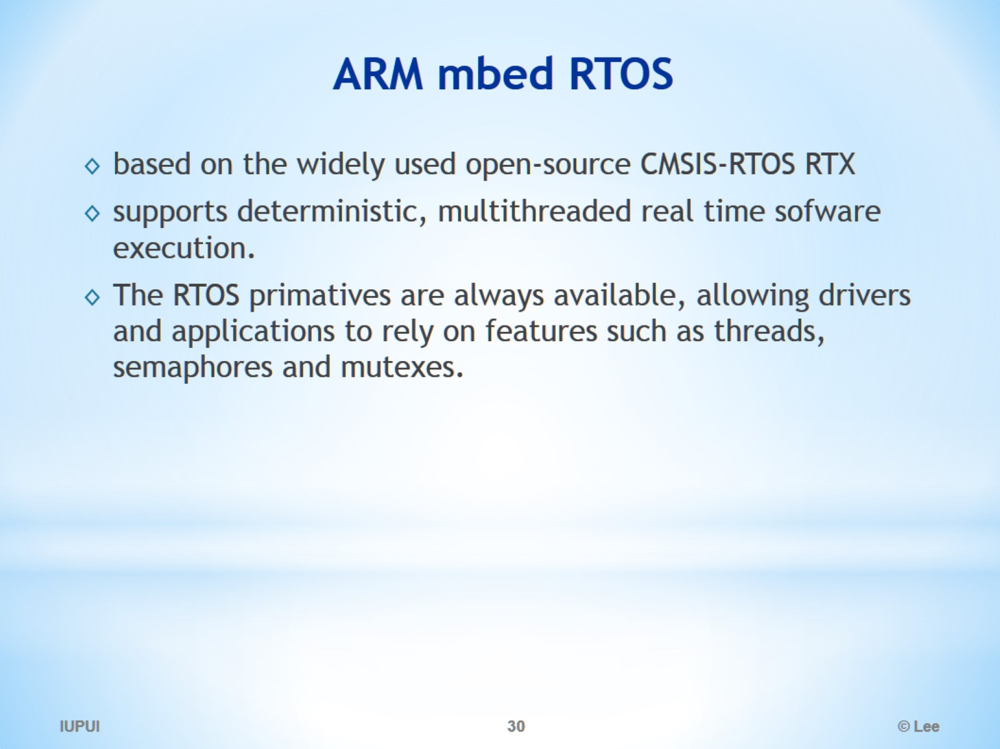 ARM mbed RTOS
◇ based on the widely used open-source CMSIS-RTOS RTX
◇ supports deterministic, multithreaded real time sofware
execution.
◇ The RTOS primatives are always available, allowing drivers
and applications to rely on features such as threads,
semaphores and mutexes.
IUPUI
30
© Lee